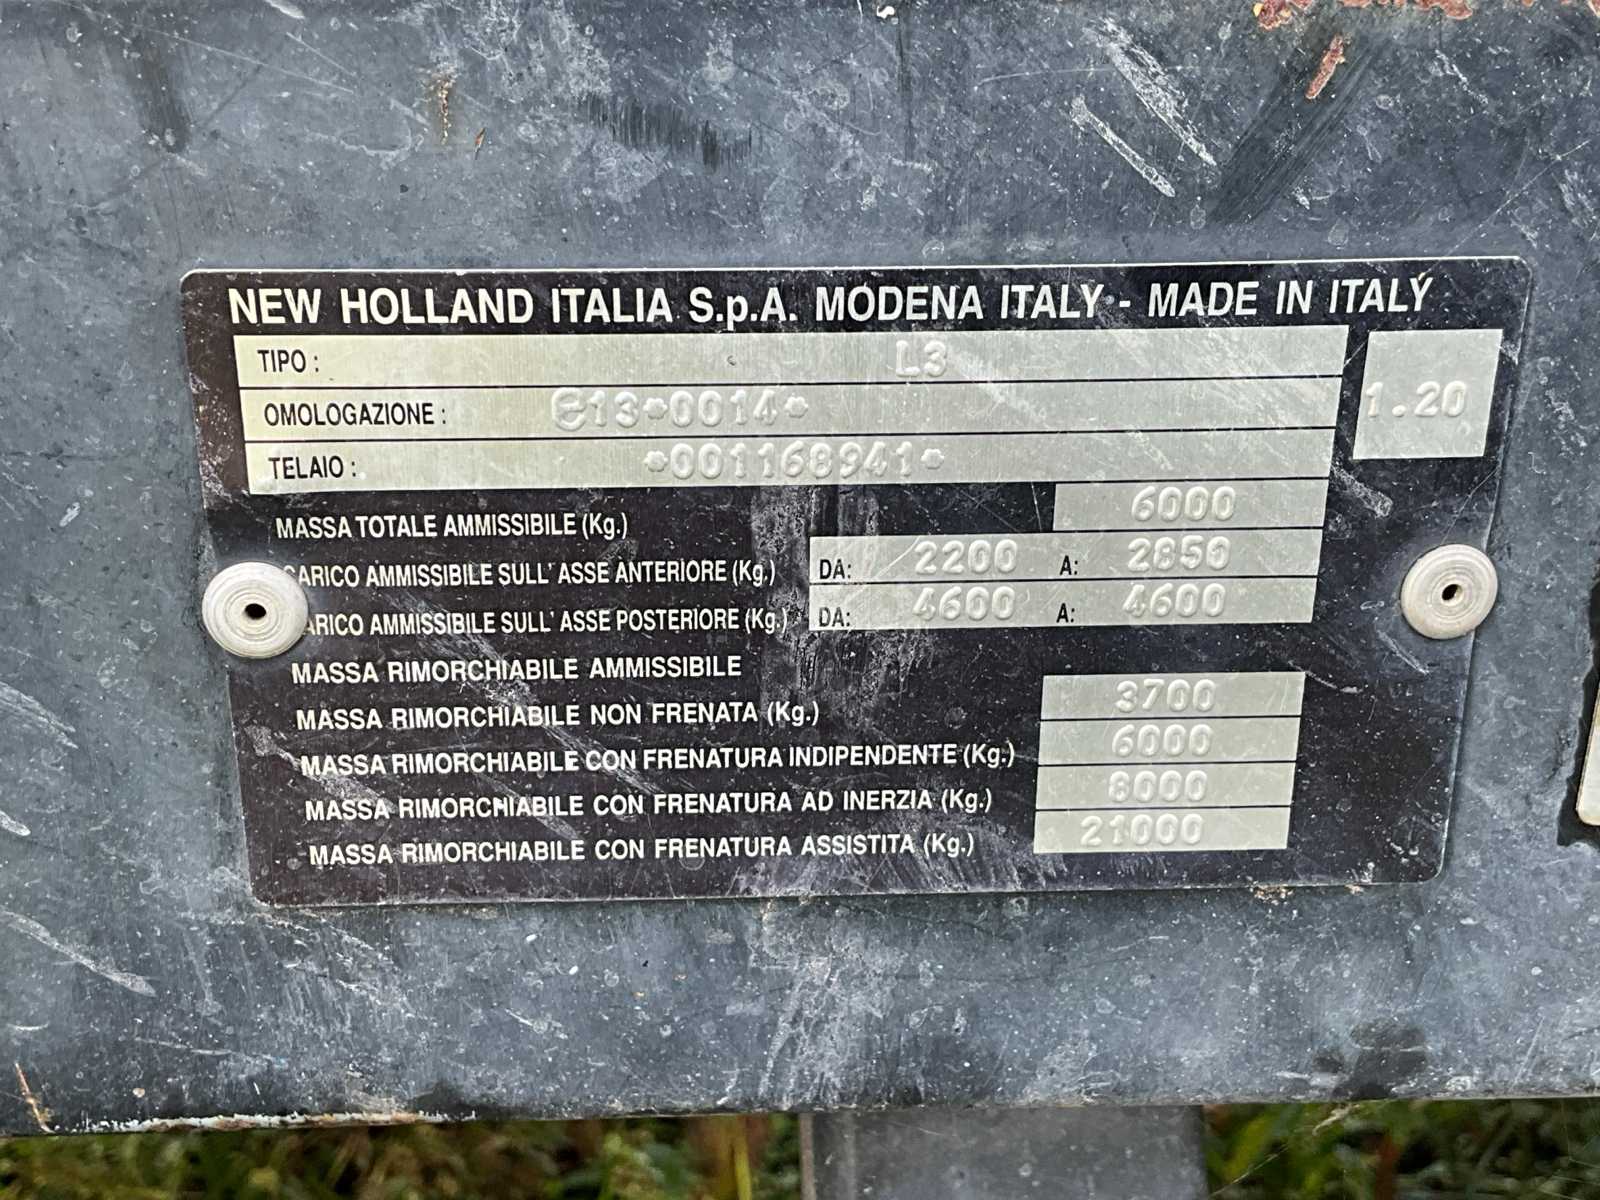 NEW HOLLAND ITALIA S.p.A. MODENA ITALY - MADE IN ITALY
TIPO : L3
1.20
OMOLOGAZIONE : e13*0014*
TELAIO : *001168941*
MASSA TOTALE AMMISSIBILE (Kg.) 6000
CARICO AMMISSIBILE SULL' ASSE ANTERIORE (Kg.) DA: 2200 A: 2850
ARICO AMMISSIBILE SULL' ASSE POSTERIORE (Kg.) DA: 4600 A: 4600
MASSA RIMORCHIABILE AMMISSIBILE
MASSA RIMORCHIABILE NON FRENATA (Kg.) 3700
MASSA RIMORCHIABILE CON FRENATURA INDIPENDENTE (Kg.) 6000
MASSA RIMORCHIABILE CON FRENATURA AD INERZIA (Kg.) 8000
MASSA RIMORCHIABILE CON FRENATURA ASSISTITA (Kg.) 21000